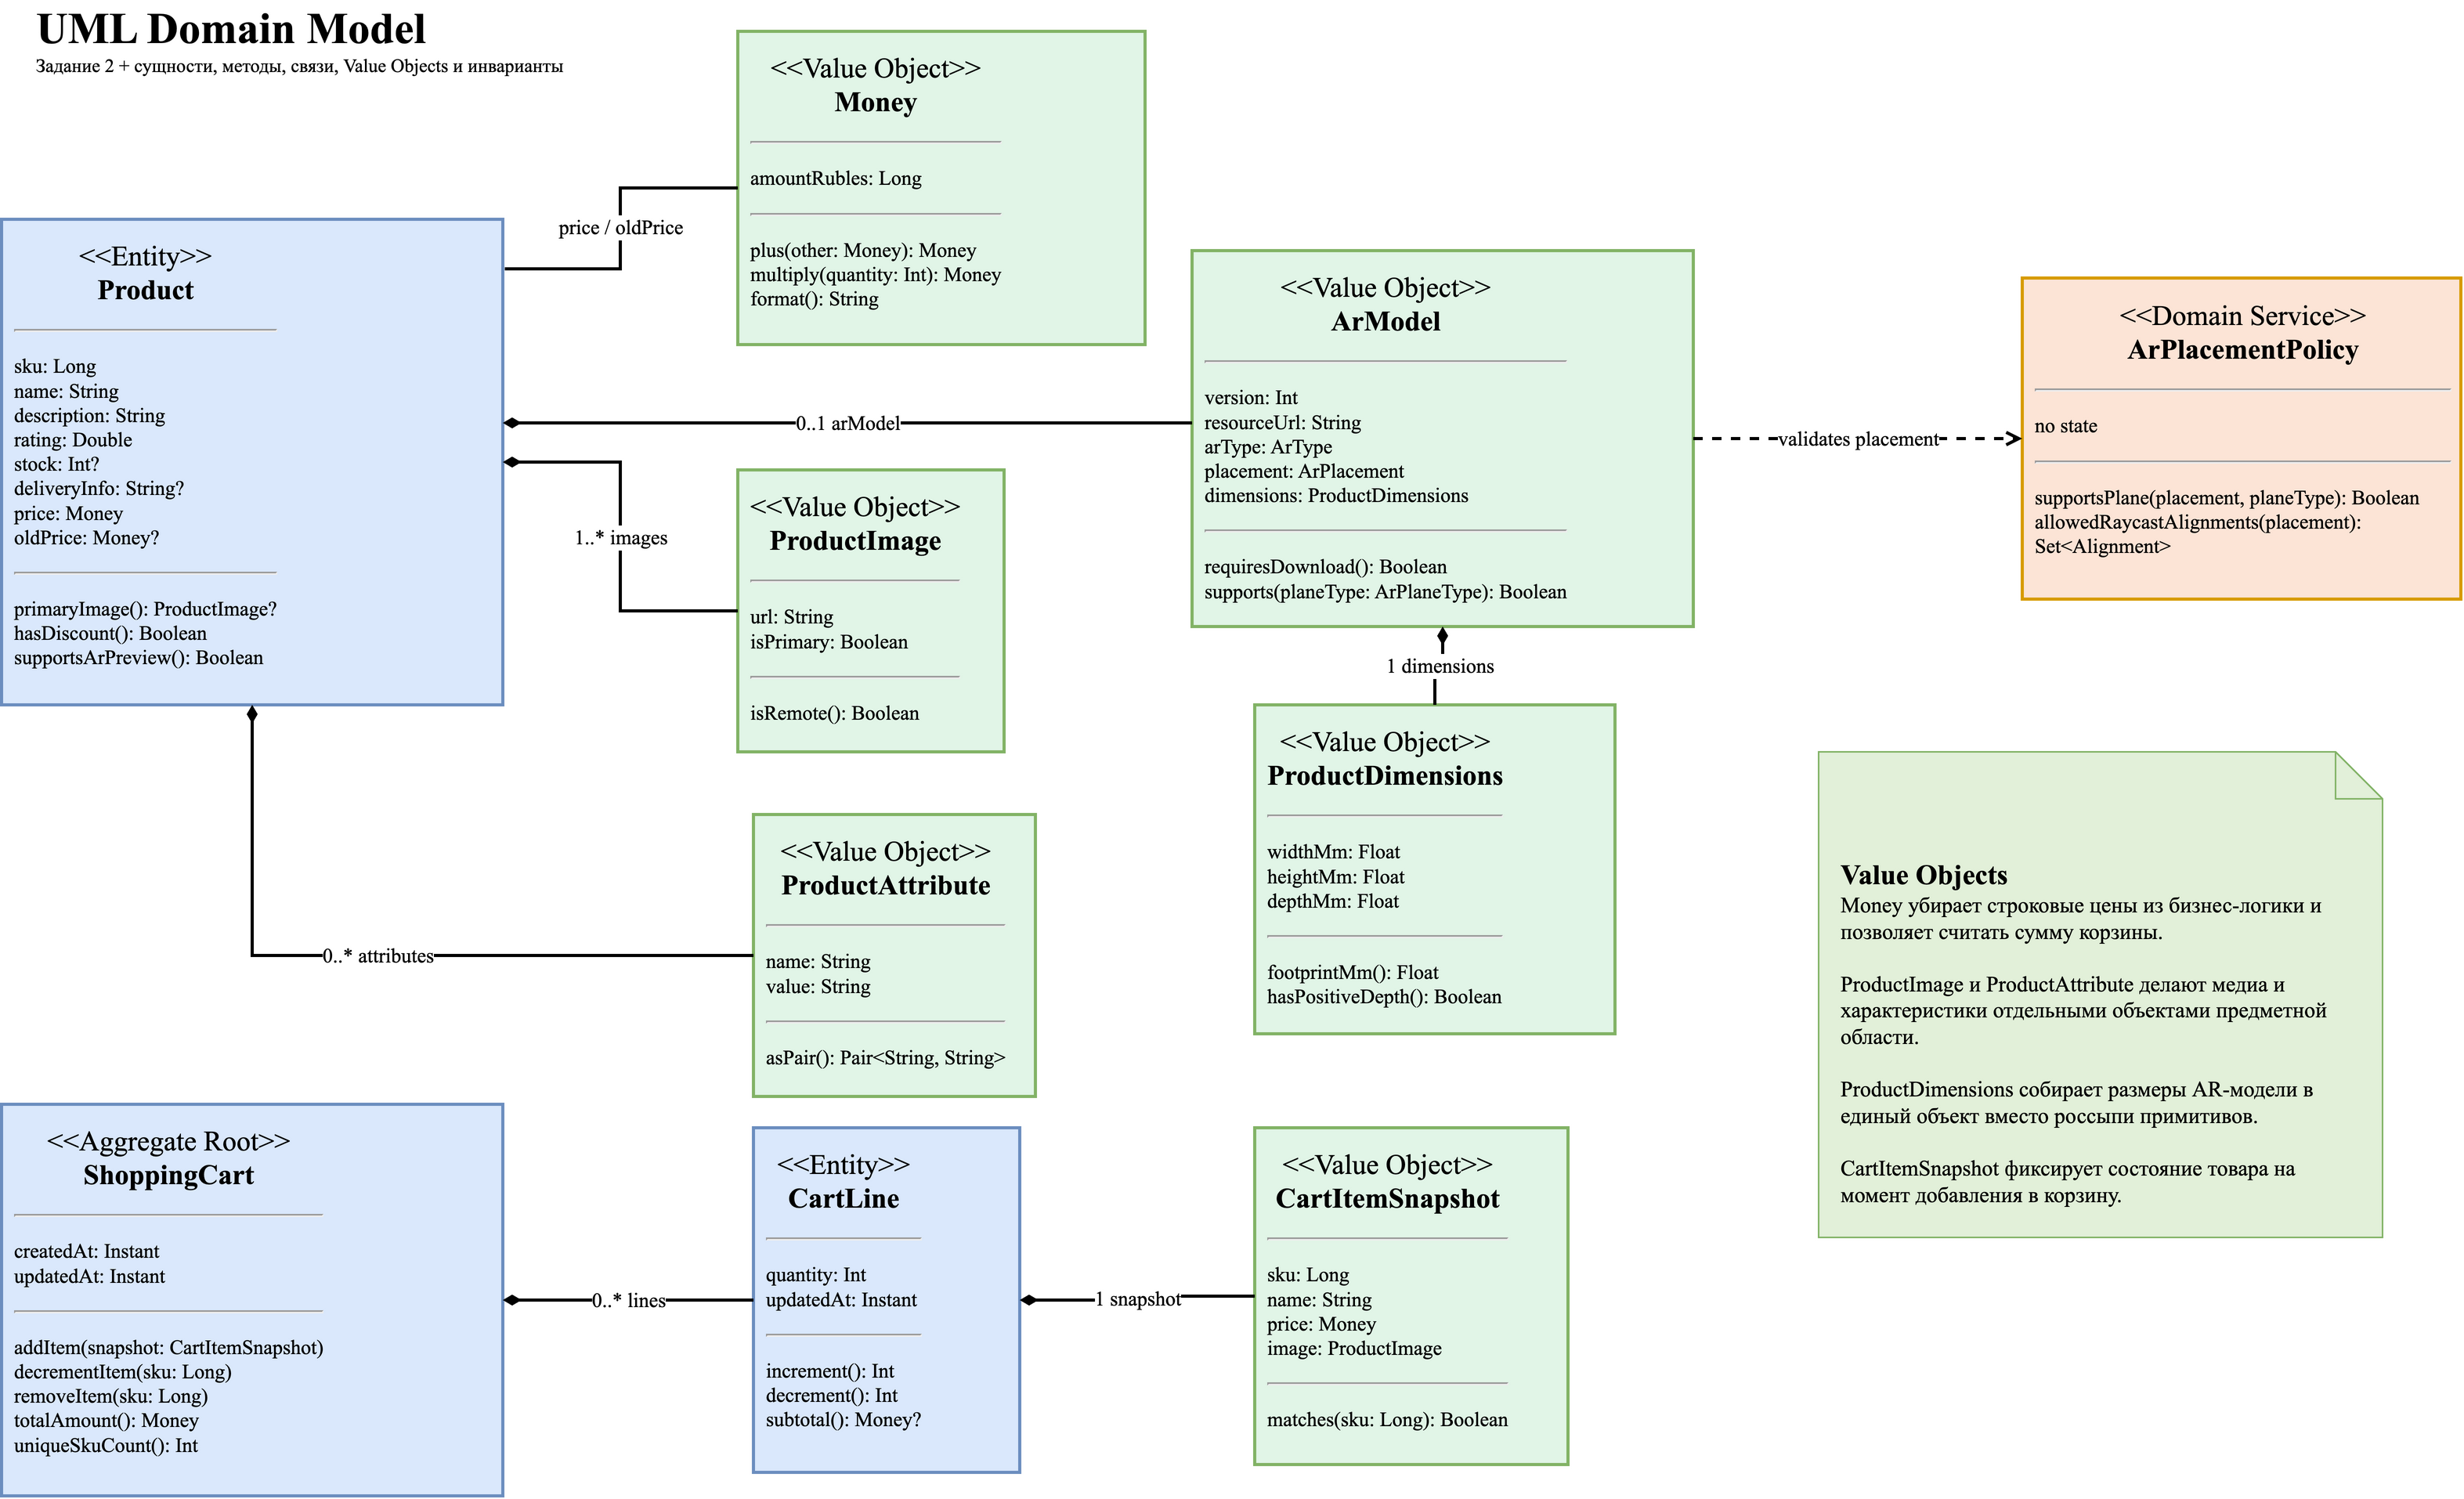 UML Domain Model
Задание 2 + сущности, методы, связи, Value Objects и инварианты
<<Value Object>>
Money
amountRubles: Long
plus(other: Money): Money
multiply(quantity: Int): Money
format(): String
price / oldPrice
<<Entity>>
Product
sku: Long
name: String
description: String
rating: Double
stock: Int?
deliveryInfo: String?
price: Money
oldPrice: Money?
primaryImage(): ProductImage?
hasDiscount(): Boolean
supportsArPreview(): Boolean
0..1 arModel
<<Value Object>>
ArModel
version: Int
resourceUrl: String
arType: ArType
placement: ArPlacement
dimensions: ProductDimensions
requiresDownload(): Boolean
supports(planeType: ArPlaneType): Boolean
validates placement
<<Domain Service>>
ArPlacementPolicy
no state
supportsPlane(placement, planeType): Boolean
allowedRaycastAlignments(placement):
Set<Alignment>
1..* images
<<Value Object>>
ProductImage
url: String
isPrimary: Boolean
isRemote(): Boolean
1 dimensions
<<Value Object>>
ProductDimensions
widthMm: Float
heightMm: Float
depthMm: Float
footprintMm(): Float
hasPositiveDepth(): Boolean
0..* attributes
<<Value Object>>
ProductAttribute
name: String
value: String
asPair(): Pair<String, String>
Value Objects
Money убирает строковые цены из бизнес-логики и
позволяет считать сумму корзины.
ProductImage и ProductAttribute делают медиа и
характеристики отдельными объектами предметной
области.
ProductDimensions собирает размеры AR-модели в
единый объект вместо россыпи примитивов.
CartItemSnapshot фиксирует состояние товара на
момент добавления в корзину.
<<Aggregate Root>>
ShoppingCart
createdAt: Instant
updatedAt: Instant
addItem(snapshot: CartItemSnapshot)
decrementItem(sku: Long)
removeItem(sku: Long)
totalAmount(): Money
uniqueSkuCount(): Int
0..* lines
<<Entity>>
CartLine
quantity: Int
updatedAt: Instant
increment(): Int
decrement(): Int
subtotal(): Money?
1 snapshot
<<Value Object>>
CartItemSnapshot
sku: Long
name: String
price: Money
image: ProductImage
matches(sku: Long): Boolean